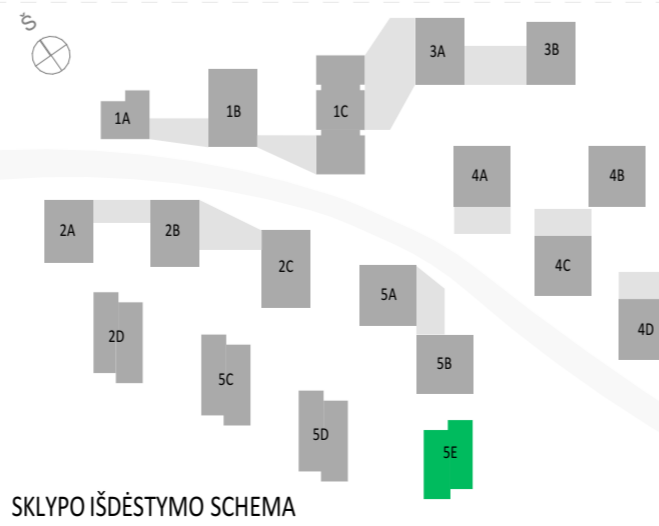 Š
3A
3B
1A
1B
1C
4A
4B
2A
2B
2C
4C
5A
4D
2D
5B
5C
5D
5E
SKLYPO IŠDĖSTYMO SCHEMA